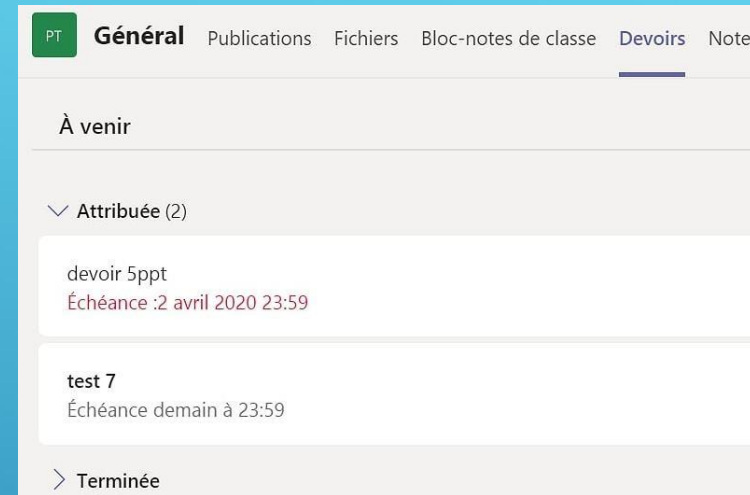 PT Général Publications Fichiers Bloc-notes de classe Devoirs Note
À venir
Attribuée (2)
devoir 5ppt
Échéance :2 avril 2020 23:59
test 7
Échéance demain à 23:59
Terminée